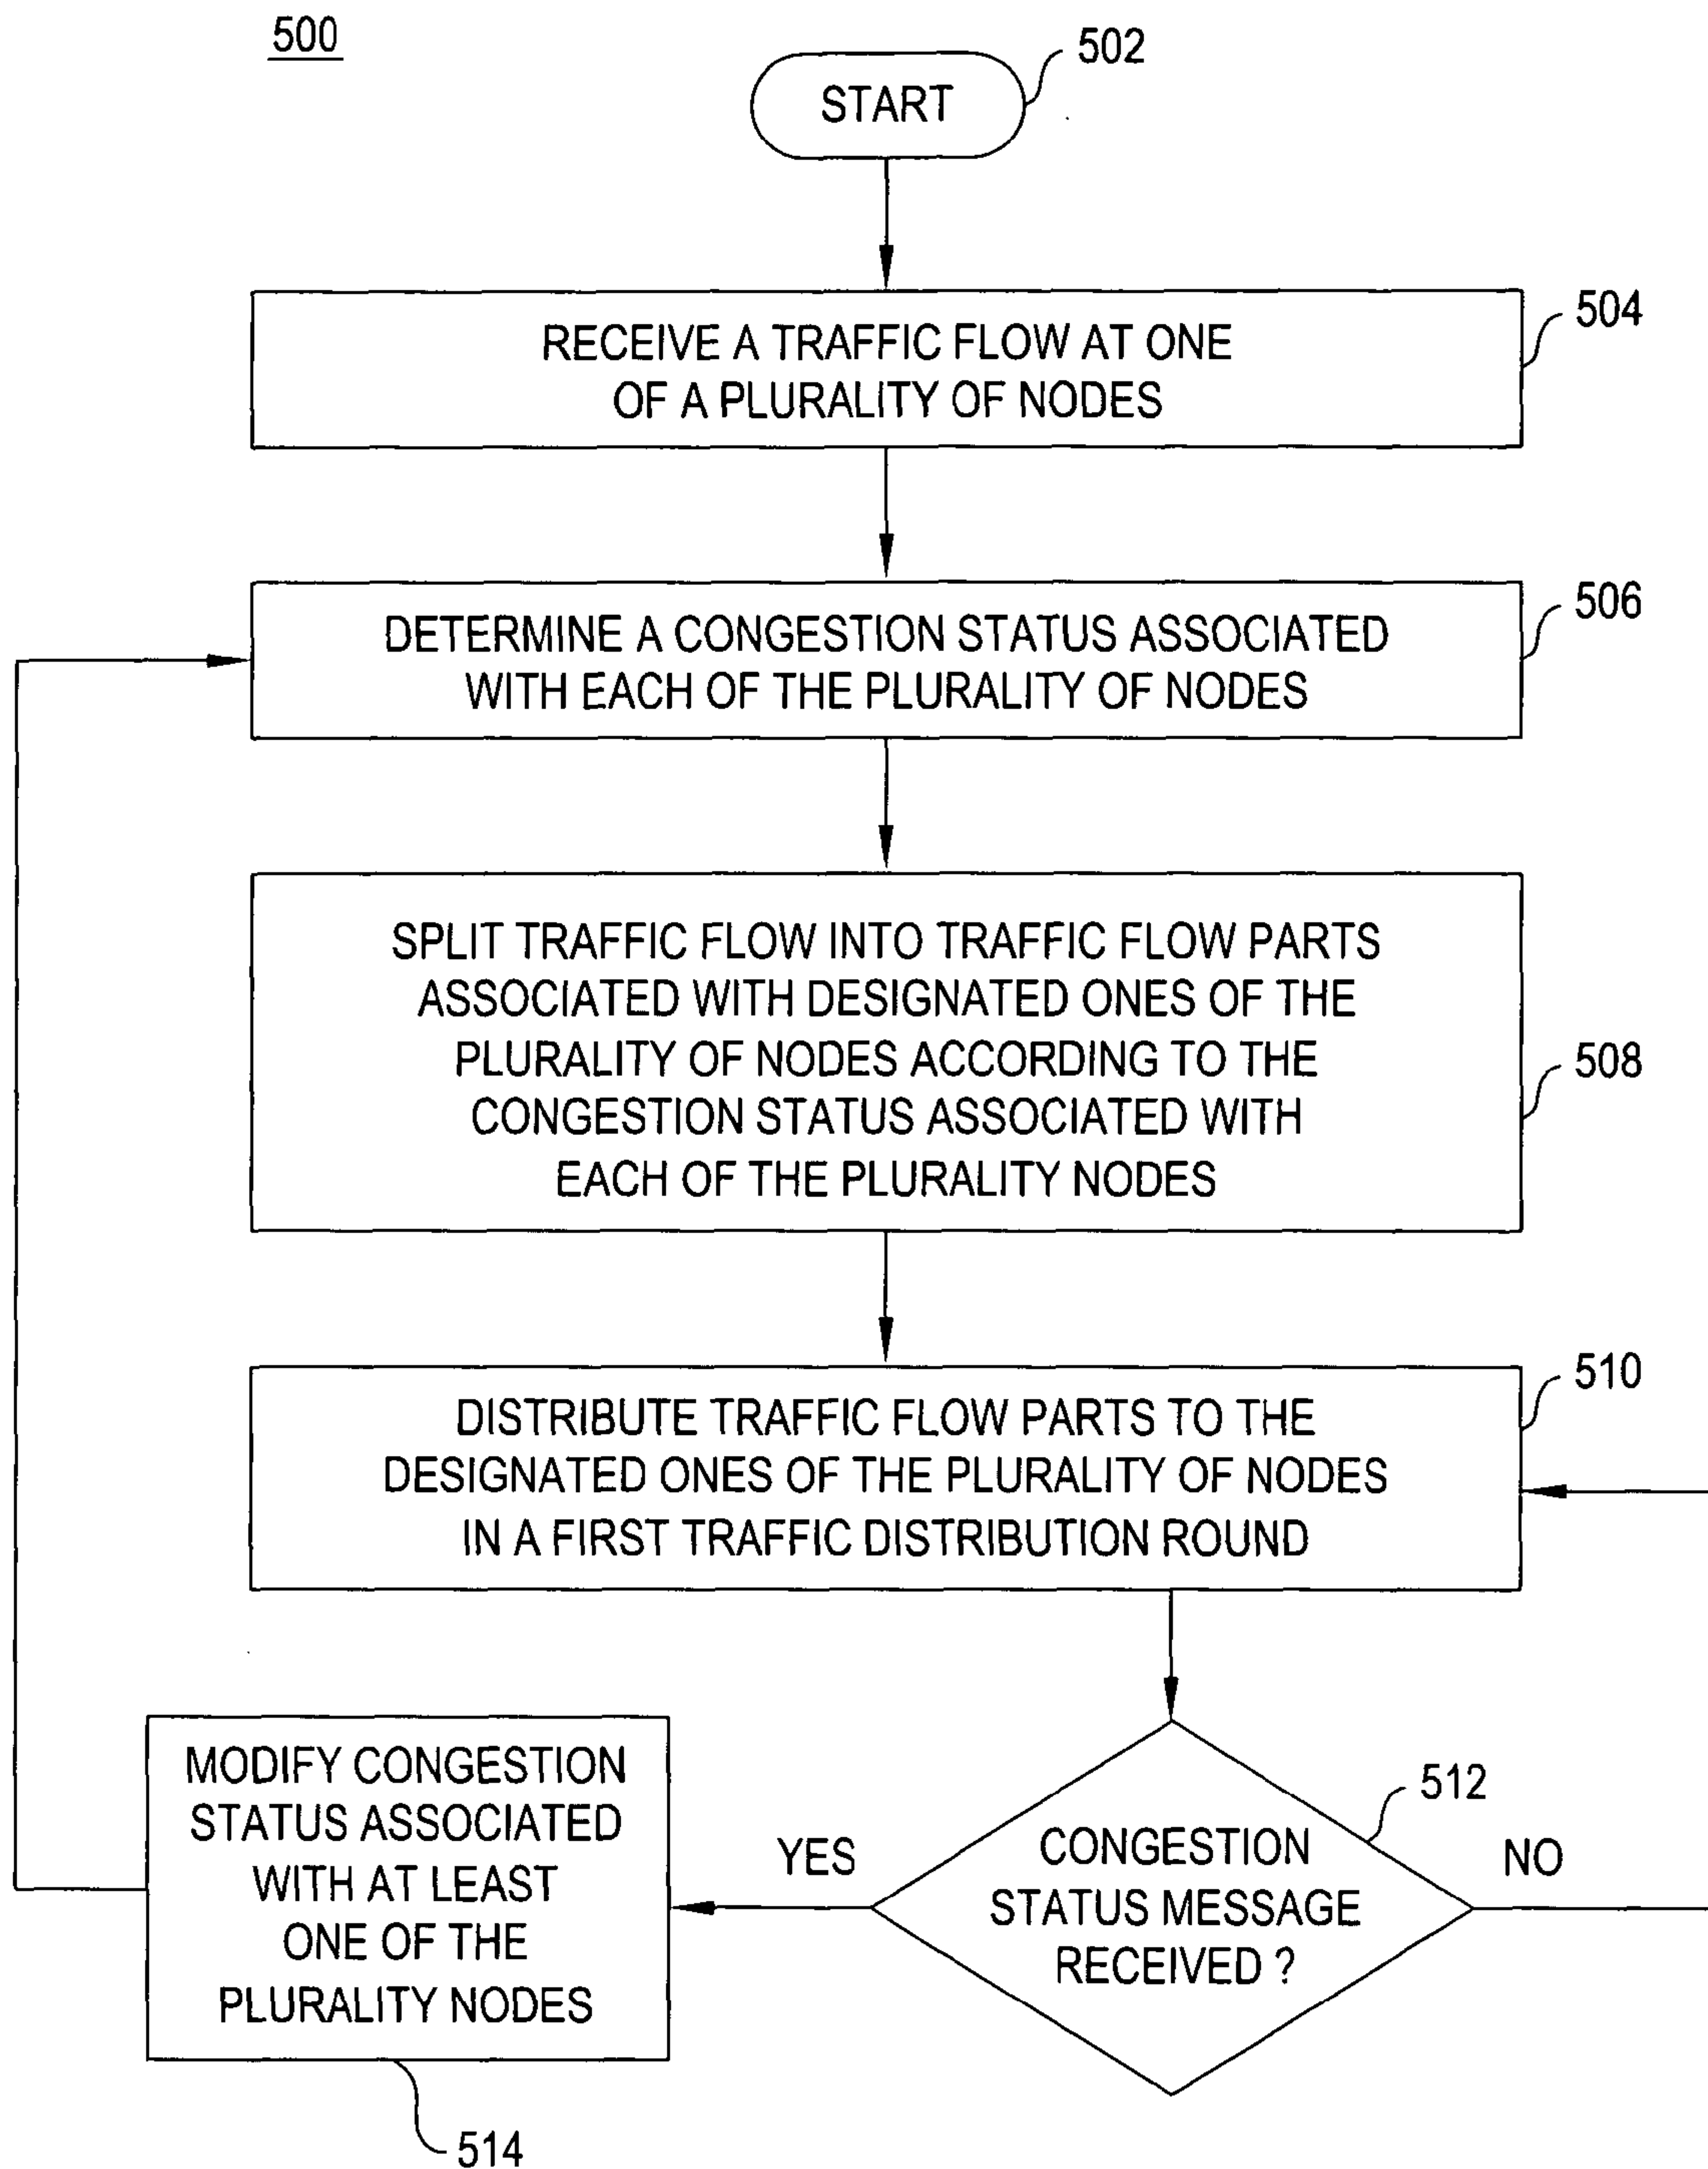 500
502
START
504
RECEIVE A TRAFFIC FLOW AT ONE
OF A PLURALITY OF NODES
506
DETERMINE A CONGESTION STATUS ASSOCIATED
WITH EACH OF THE PLURALITY OF NODES
SPLIT TRAFFIC FLOW INTO TRAFFIC FLOW PARTS
ASSOCIATED WITH DESIGNATED ONES OF THE
PLURALITY OF NODES ACCORDING TO THE
CONGESTION STATUS ASSOCIATED WITH
EACH OF THE PLURALITY NODES
508
510
DISTRIBUTE TRAFFIC FLOW PARTS TO THE
DESIGNATED ONES OF THE PLURALITY OF NODES
IN A FIRST TRAFFIC DISTRIBUTION ROUND
512
CONGESTION
STATUS MESSAGE
RECEIVED ?
YES
NO
MODIFY CONGESTION
STATUS ASSOCIATED
WITH AT LEAST
ONE OF THE
PLURALITY NODES
514